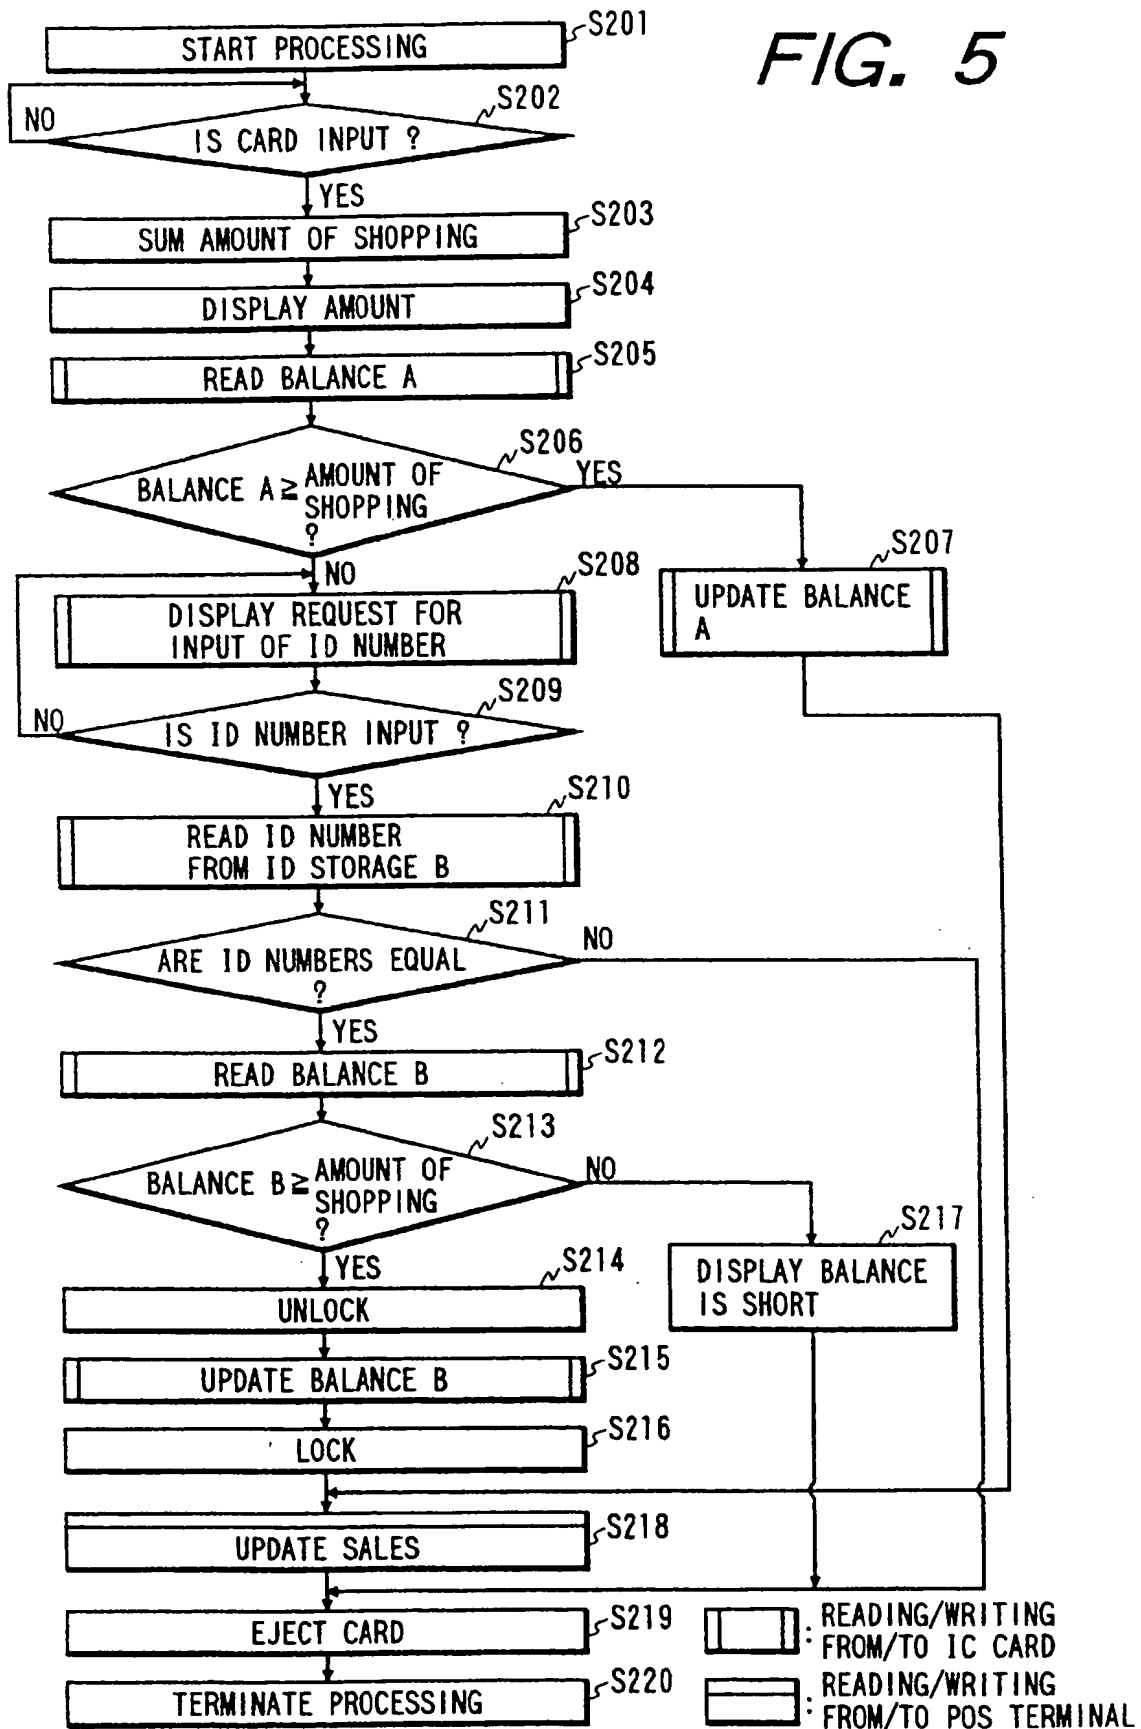 FIG. 5
START PROCESSING
S201
NO
IS CARD INPUT ?
S202
YES
SUM AMOUNT OF SHOPPING
S203
DISPLAY AMOUNT
S204
READ BALANCE A
S205
S206
BALANCE A ≧ AMOUNT OF
SHOPPING
?
YES
NO
S207
UPDATE BALANCE
A
S208
DISPLAY REQUEST FOR
INPUT OF ID NUMBER
S209
NO
IS ID NUMBER INPUT ?
YES
S210
READ ID NUMBER
FROM ID STORAGE B
S211
ARE ID NUMBERS EQUAL
?
NO
YES
READ BALANCE B
S212
S213
BALANCE B ≧ AMOUNT OF
SHOPPING
?
NO
YES
S217
DISPLAY BALANCE
IS SHORT
S214
UNLOCK
UPDATE BALANCE B
S215
LOCK
S216
UPDATE SALES
S218
EJECT CARD
S219
TERMINATE PROCESSING
S220
: READING/WRITING
FROM/TO IC CARD
: READING/WRITING
FROM/TO POS TERMINAL